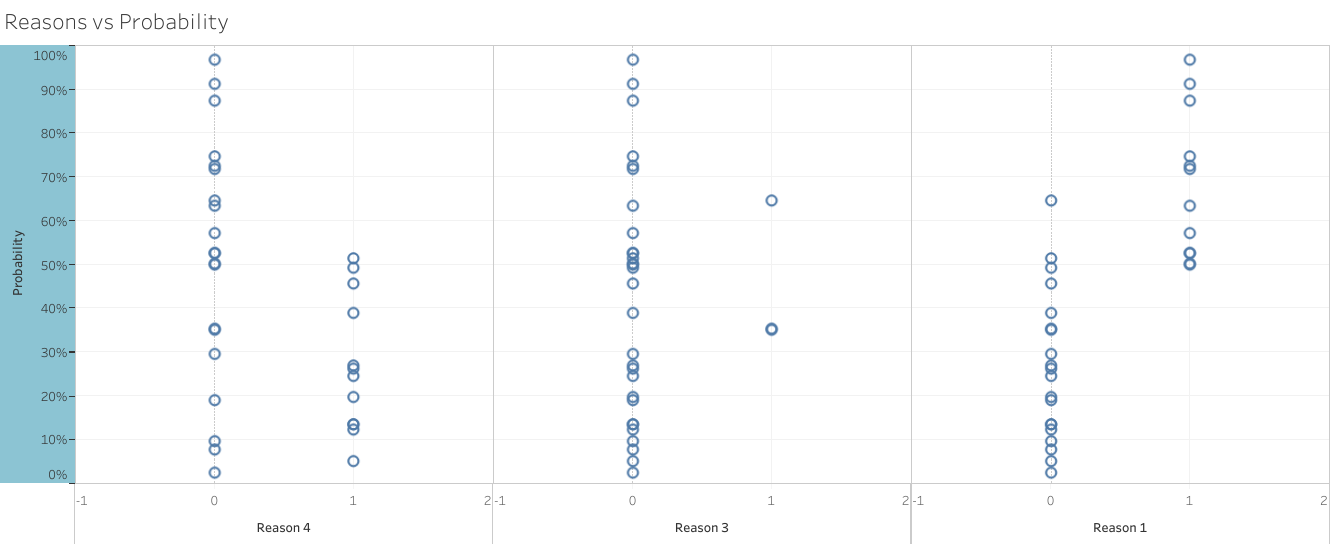 Reasons vs Probability
Probability
100%
90%
80%
70%
60%
50%
40%
30%
20%
10%
0%
-1 0 1 2 -1 0 1 2 -1 0 1 2
Reason 4 Reason 3 Reason 1